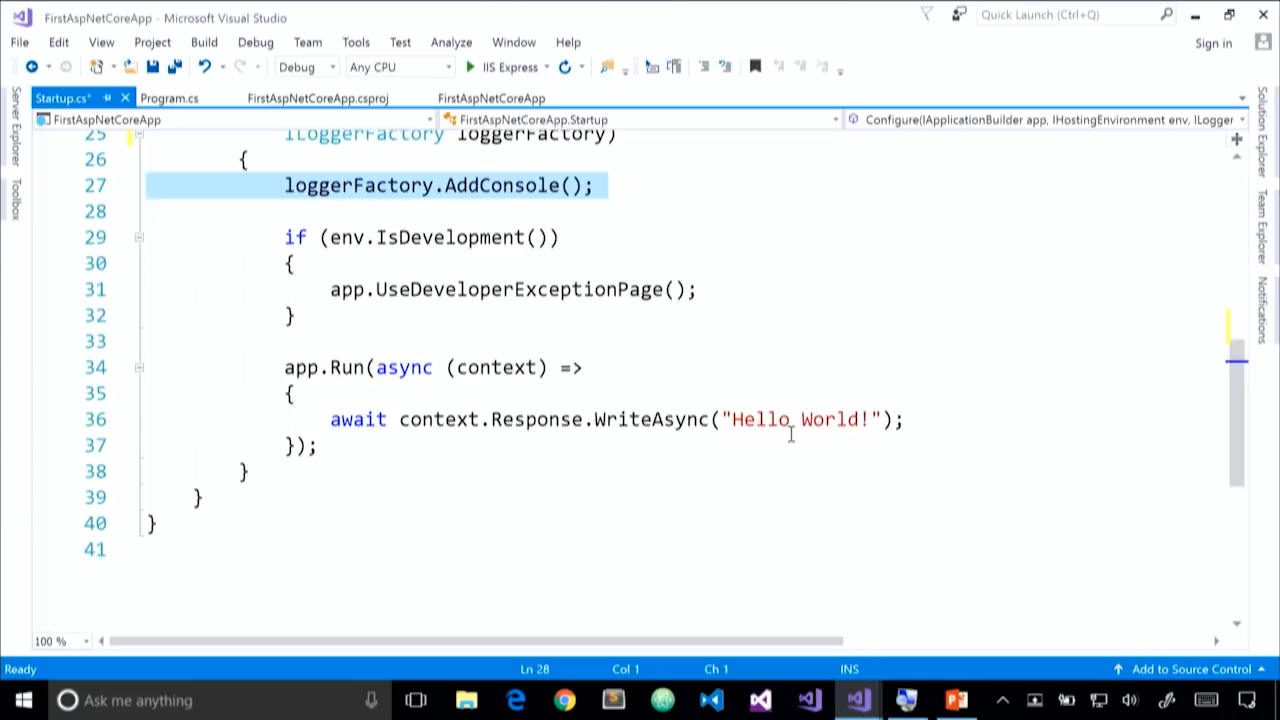 FirstAspNetCoreApp - Microsoft Visual Studio
Quick Launch (Ctrl+Q)
File Edit View Project Build Debug Team Tools Test Analyze Window Help
Sign in
Debug Any CPU IIS Express
Startup.cs* Program.cs FirstAspNetCoreApp.csproj FirstAspNetCoreApp
FirstAspNetCoreApp FirstAspNetCoreApp.Startup Configure(IApplicationBuilder app, IHostingEnvironment env, ILogger
Server Explorer
Toolbox
Solution Explorer
Team Explorer
Notifications
25 ILoggerFactory loggerFactory)
26 {
27 loggerFactory.AddConsole();
28
29 if (env.IsDevelopment())
30 {
31 app.UseDeveloperExceptionPage();
32 }
33
34 app.Run(async (context) =>
35 {
36 await context.Response.WriteAsync("Hello World!");
37 });
38 }
39 }
40 }
41
100 %
Ready Ln 28 Col 1 Ch 1 INS Add to Source Control
Ask me anything